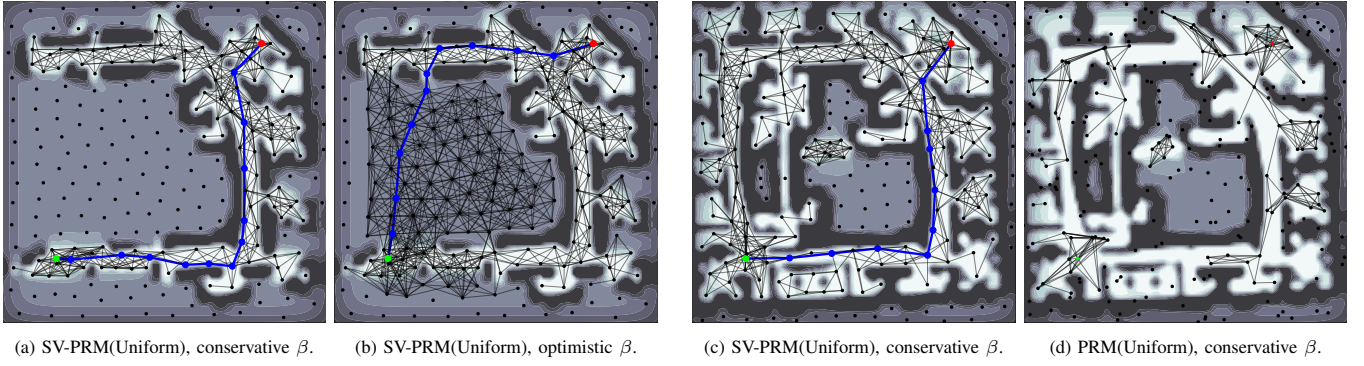 (a) SV-PRM(Uniform), conservative β.
(b) SV-PRM(Uniform), optimistic β.
(c) SV-PRM(Uniform), conservative β.
(d) PRM(Uniform), conservative β.